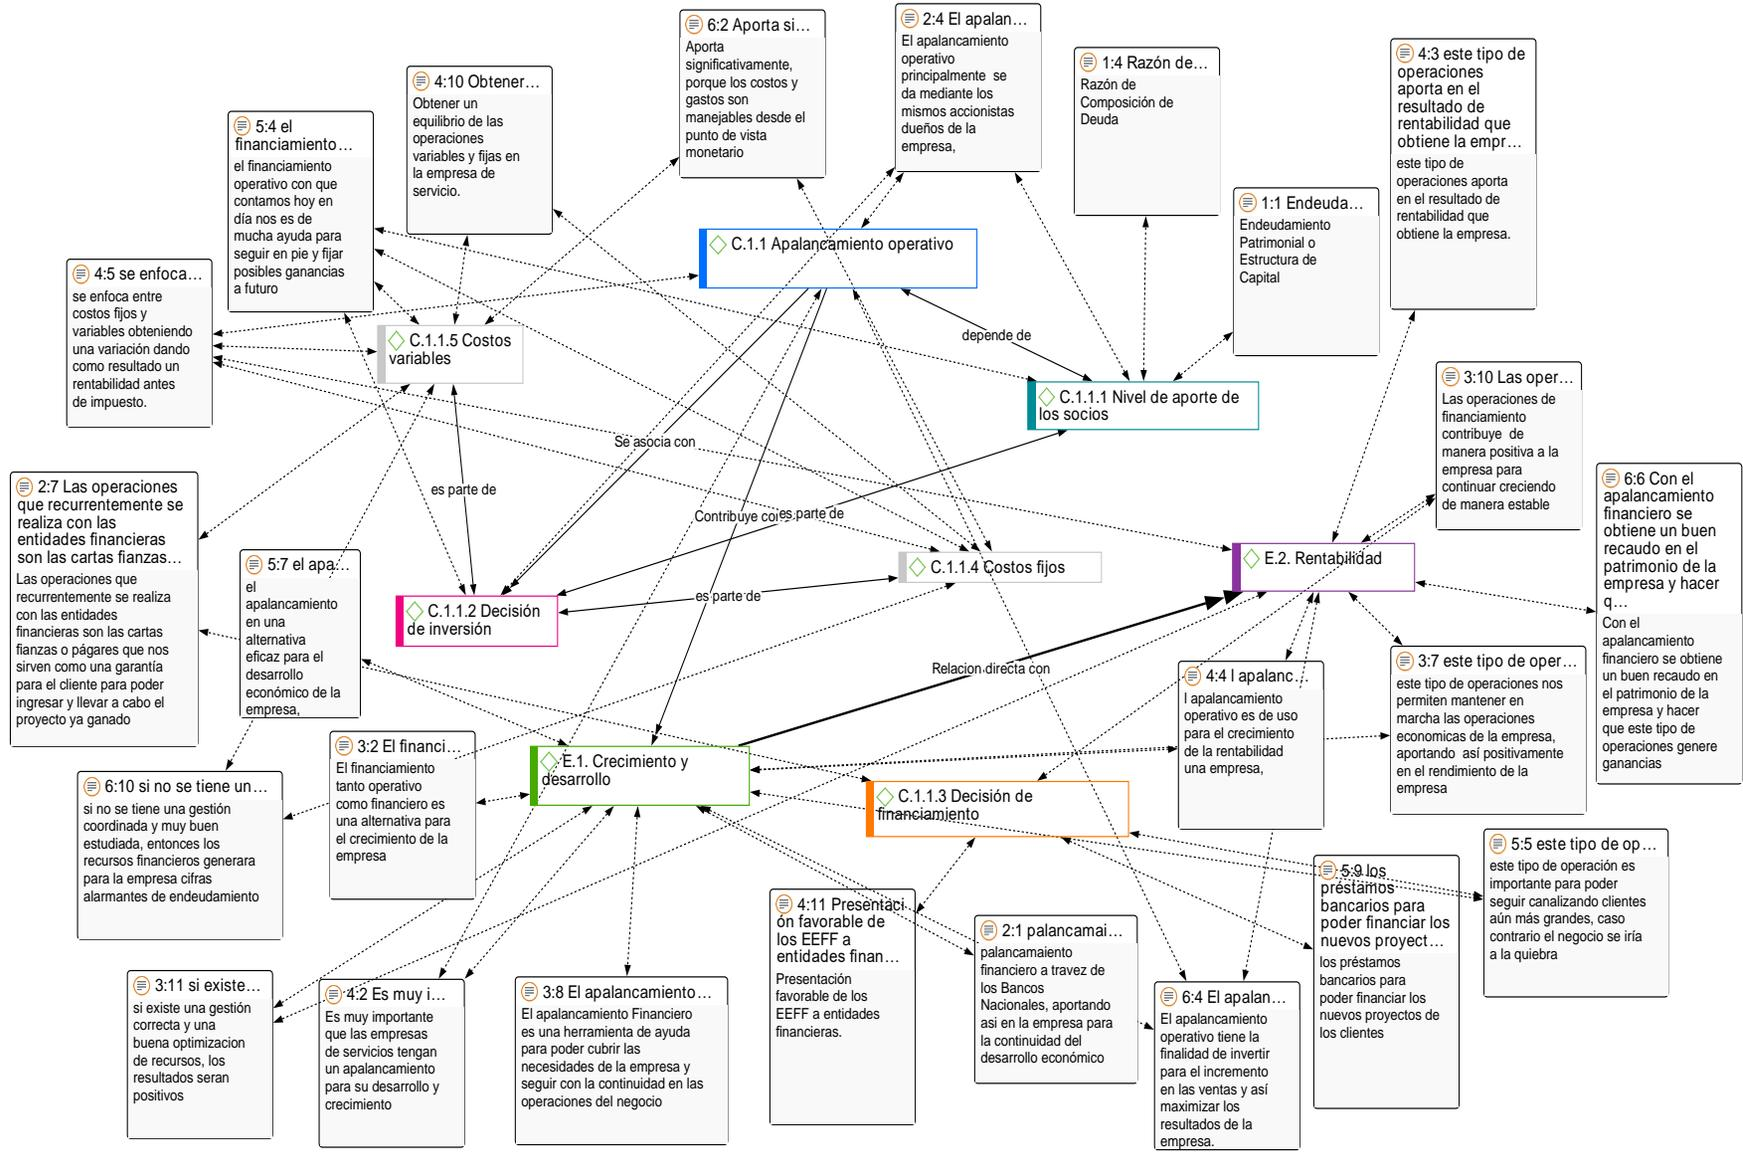 6:2 Aporta si…
Aporta
significativamente,
porque los costos y
gastos son
manejables desde el
punto de vista
monetario
2:4 El apalan…
El apalancamiento
operativo
principalmente se
da mediante los
mismos accionistas
dueños de la
empresa,
1:4 Razón de…
Razón de
Composición de
Deuda
4:3 este tipo de
operaciones
aporta en el
resultado de
rentabilidad que
obtiene la empr…
este tipo de
operaciones aporta
en el resultado de
rentabilidad que
obtiene la empresa.
4:10 Obtener…
Obtener un
equilibrio de las
operaciones
variables y fijas en
la empresa de
servicio.
5:4 el
financiamiento…
el financiamiento
operativo con que
contamos hoy en
día nos es de
mucha ayuda para
seguir en pie y fijar
posibles ganancias
a futuro
1:1 Endeuda…
Endeudamiento
Patrimonial o
Estructura de
Capital
C.1.1 Apalancamiento operativo
4:5 se enfoca…
se enfoca entre
costos fijos y
variables obteniendo
una variación dando
como resultado un
rentabilidad antes
de impuesto.
C.1.1.5 Costos
variables
depende de
C.1.1.1 Nivel de aporte de
los socios
3:10 Las oper…
Las operaciones de
financiamiento
contribuye de
manera positiva a la
empresa para
continuar creciendo
de manera estable
Se asocia con
es parte de
Contribuye con
es parte de
2:7 Las operaciones
que recurrentemente se
realiza con las
entidades financieras
son las cartas fianzas…
Las operaciones que
recurrentemente se realiza
con las entidades
financieras son las cartas
fianzas o págares que nos
sirven como una garantía
para el cliente para poder
ingresar y llevar a cabo el
proyecto ya ganado
6:6 Con el
apalancamiento
financiero se
obtiene un buen
recaudo en el
patrimonio de la
empresa y hacer
q…
Con el
apalancamiento
financiero se obtiene
un buen recaudo en
el patrimonio de la
empresa y hacer
que este tipo de
operaciones genere
ganancias
5:7 el apa…
el
apalancamiento
en una
alternativa
eficaz para el
desarrollo
económico de la
empresa,
C.1.1.4 Costos fijos
E.2. Rentabilidad
C.1.1.2 Decisión
de inversión
es parte de
Relacion directa con
4:4 l apalanc…
l apalancamiento
operativo es de uso
para el crecimiento
de la rentabilidad
una empresa,
3:7 este tipo de oper…
este tipo de operaciones nos
permiten mantener en
marcha las operaciones
economicas de la empresa,
aportando así positivamente
en el rendimiento de la
empresa
3:2 El financi…
El financiamiento
tanto operativo
como financiero es
una alternativa para
el crecimiento de la
empresa
E.1. Crecimiento y
desarrollo
C.1.1.3 Decisión de
financiamiento
6:10 si no se tiene un…
si no se tiene una gestión
coordinada y muy buen
estudiada, entonces los
recursos financieros generara
para la empresa cifras
alarmantes de endeudamiento
5:5 este tipo de op…
este tipo de operación es
importante para poder
seguir canalizando clientes
aún más grandes, caso
contrario el negocio se iría
a la quiebra
5:9 los
préstamos
bancarios para
poder financiar los
nuevos proyect…
los préstamos
bancarios para
poder financiar los
nuevos proyectos de
los clientes
4:11 Presentaci
ón favorable de
los EEFF a
entidades finan…
Presentación
favorable de los
EEFF a entidades
financieras.
2:1 palancamai…
palancamaiento
financiero a travez de
los Bancos
Nacionales, aportando
asi en la empresa para
la continuidad del
desarrollo económico
3:11 si existe…
si existe una gestión
correcta y una
buena optimizacion
de recursos, los
resultados seran
positivos
4:2 Es muy i…
Es muy importante
que las empresas
de servicios tengan
un apalancamiento
para su desarrollo y
crecimiento
3:8 El apalancamiento…
El apalancamiento Financiero
es una herramienta de ayuda
para poder cubrir las
necesidades de la empresa y
seguir con la continuidad en las
operaciones del negocio
6:4 El apalan…
El apalancamiento
operativo tiene la
finalidad de invertir
para el incremento
en las ventas y así
maximizar los
resultados de la
empresa.